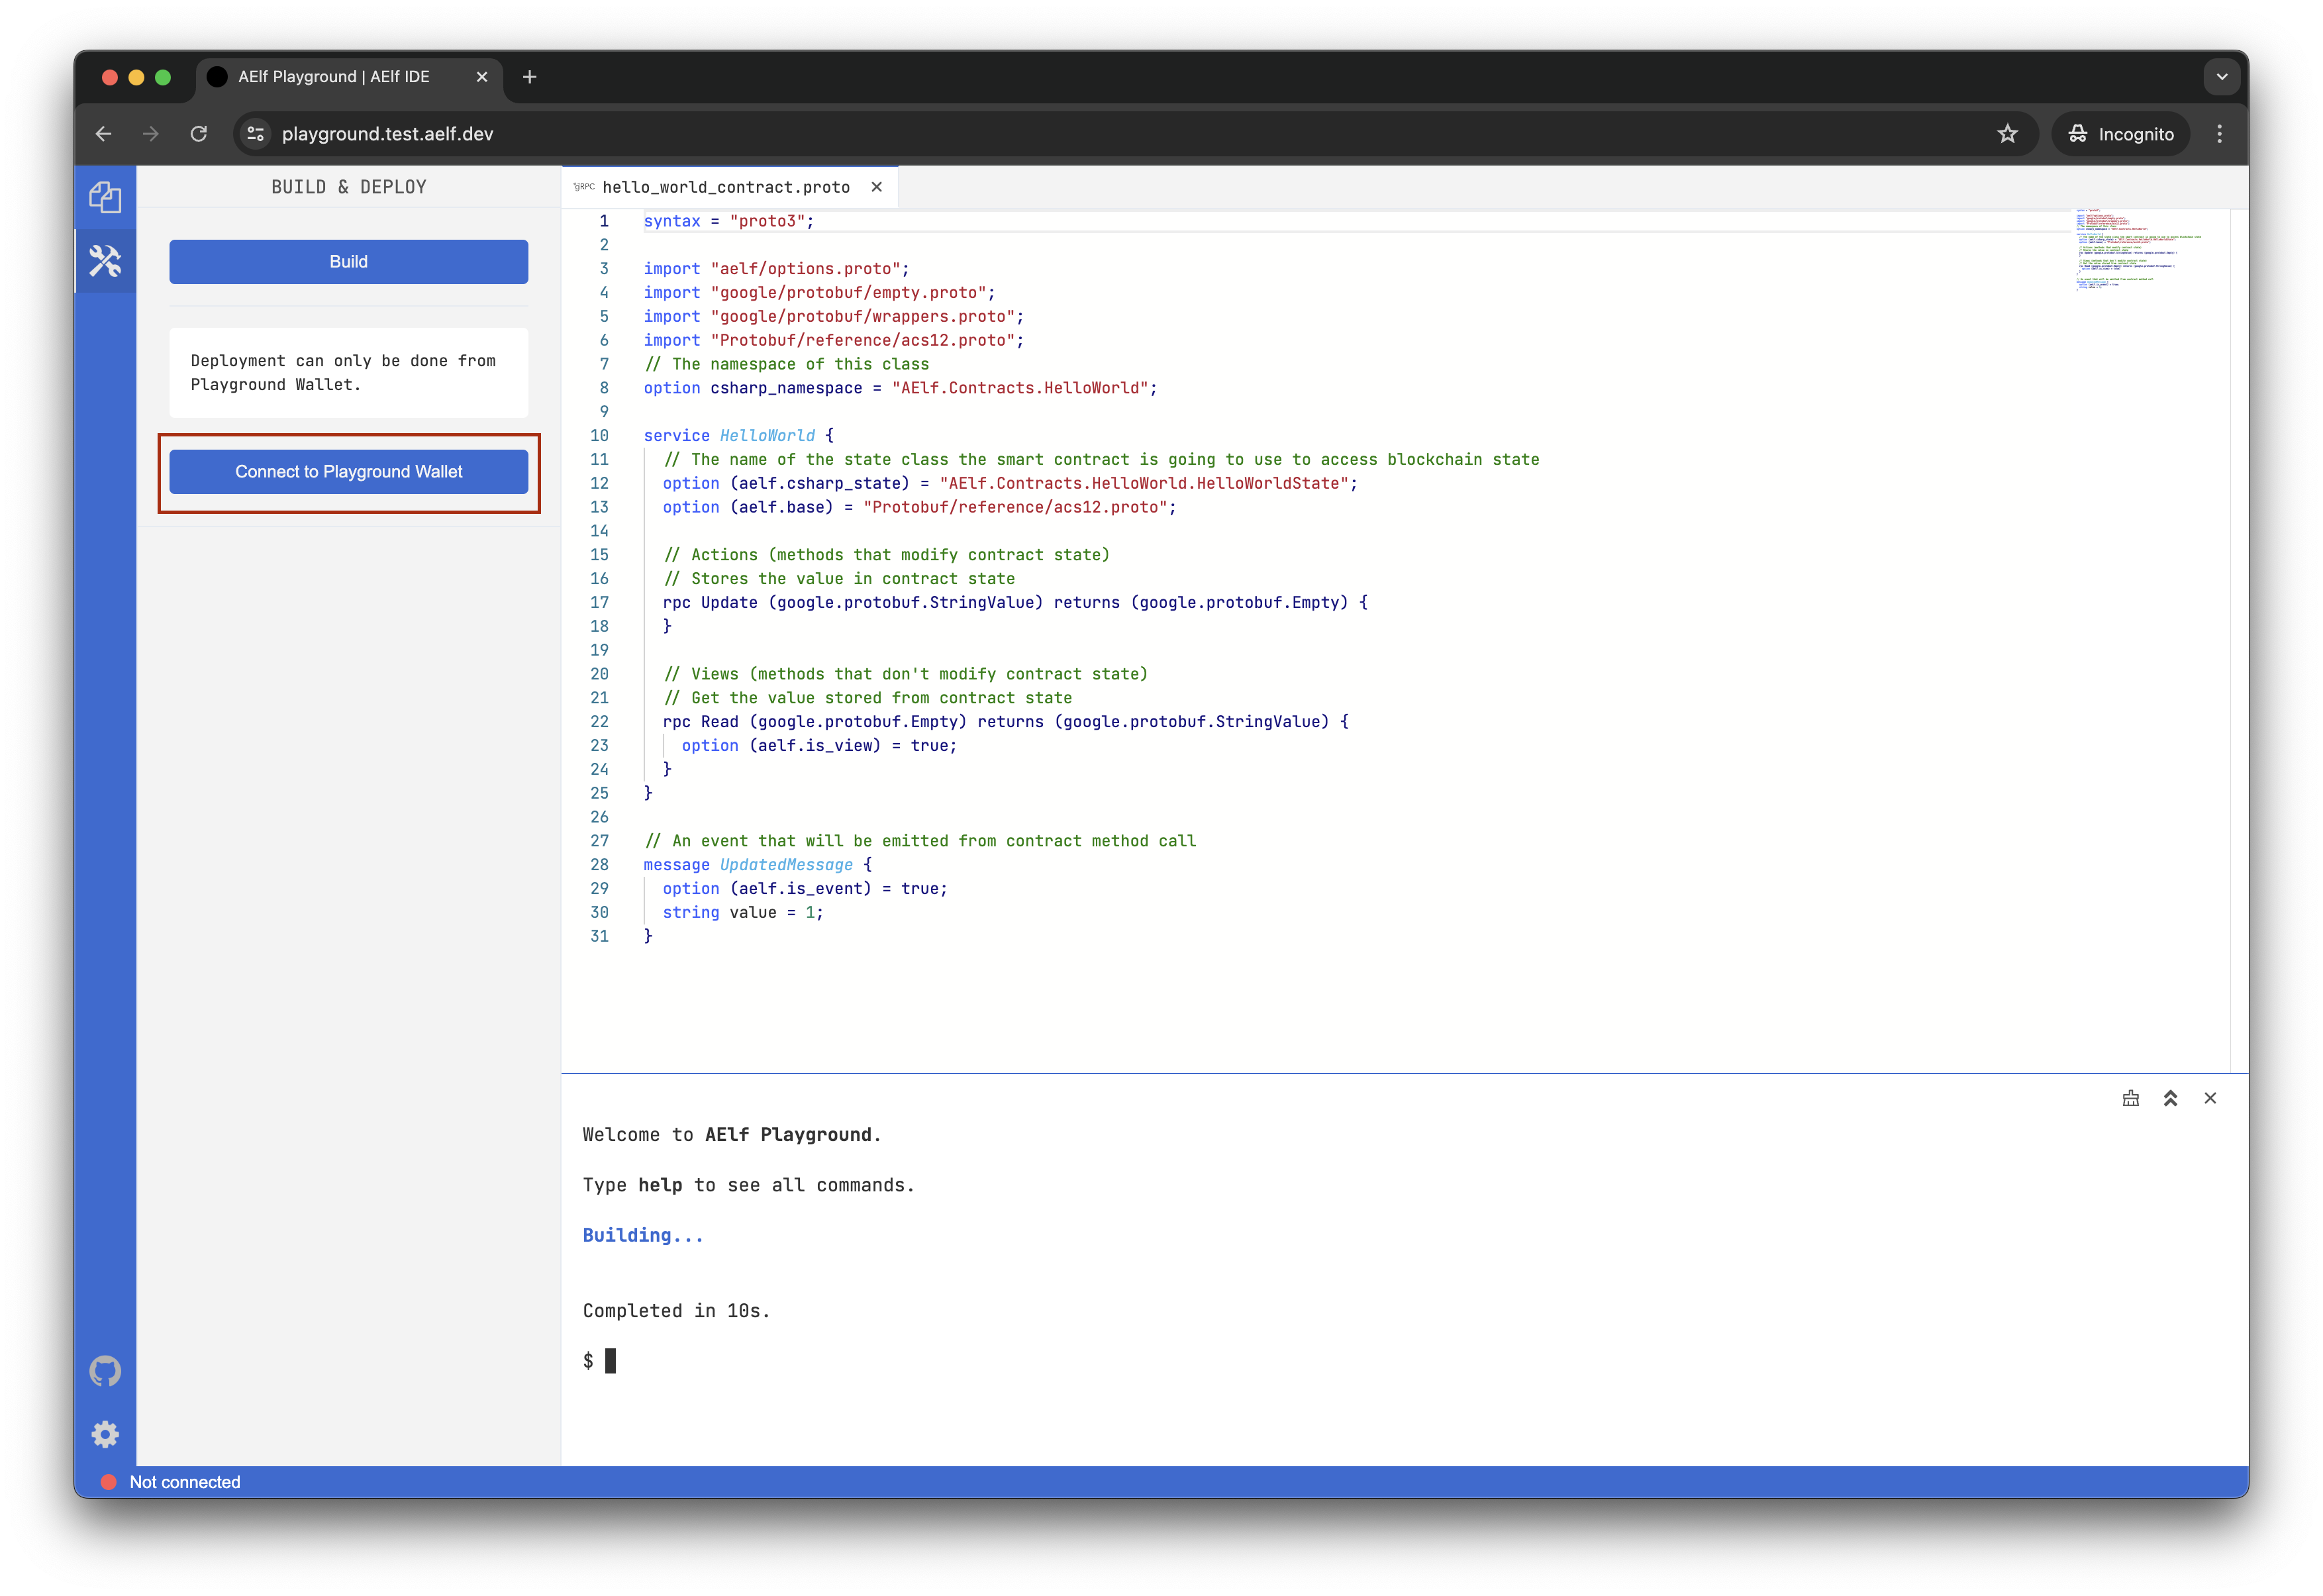 AElf Playground | AElf IDE
playground.test.aelf.dev
Incognito
BUILD & DEPLOY
Build
Deployment can only be done from
Playground Wallet.
Connect to Playground Wallet
gRPC hello_world_contract.proto
1 syntax = "proto3";
2
3 import "aelf/options.proto";
4 import "google/protobuf/empty.proto";
5 import "google/protobuf/wrappers.proto";
6 import "Protobuf/reference/acs12.proto";
7 // The namespace of this class
8 option csharp_namespace = "AElf.Contracts.HelloWorld";
9
10 service HelloWorld {
11 // The name of the state class the smart contract is going to use to access blockchain state
12 option (aelf.csharp_state) = "AElf.Contracts.HelloWorld.HelloWorldState";
13 option (aelf.base) = "Protobuf/reference/acs12.proto";
14
15 // Actions (methods that modify contract state)
16 // Stores the value in contract state
17 rpc Update (google.protobuf.StringValue) returns (google.protobuf.Empty) {
18 }
19
20 // Views (methods that don't modify contract state)
21 // Get the value stored from contract state
22 rpc Read (google.protobuf.Empty) returns (google.protobuf.StringValue) {
23 option (aelf.is_view) = true;
24 }
25 }
26
27 // An event that will be emitted from contract method call
28 message UpdatedMessage {
29 option (aelf.is_event) = true;
30 string value = 1;
31 }
Welcome to AElf Playground.
Type help to see all commands.
Building...
Completed in 10s.
$
Not connected